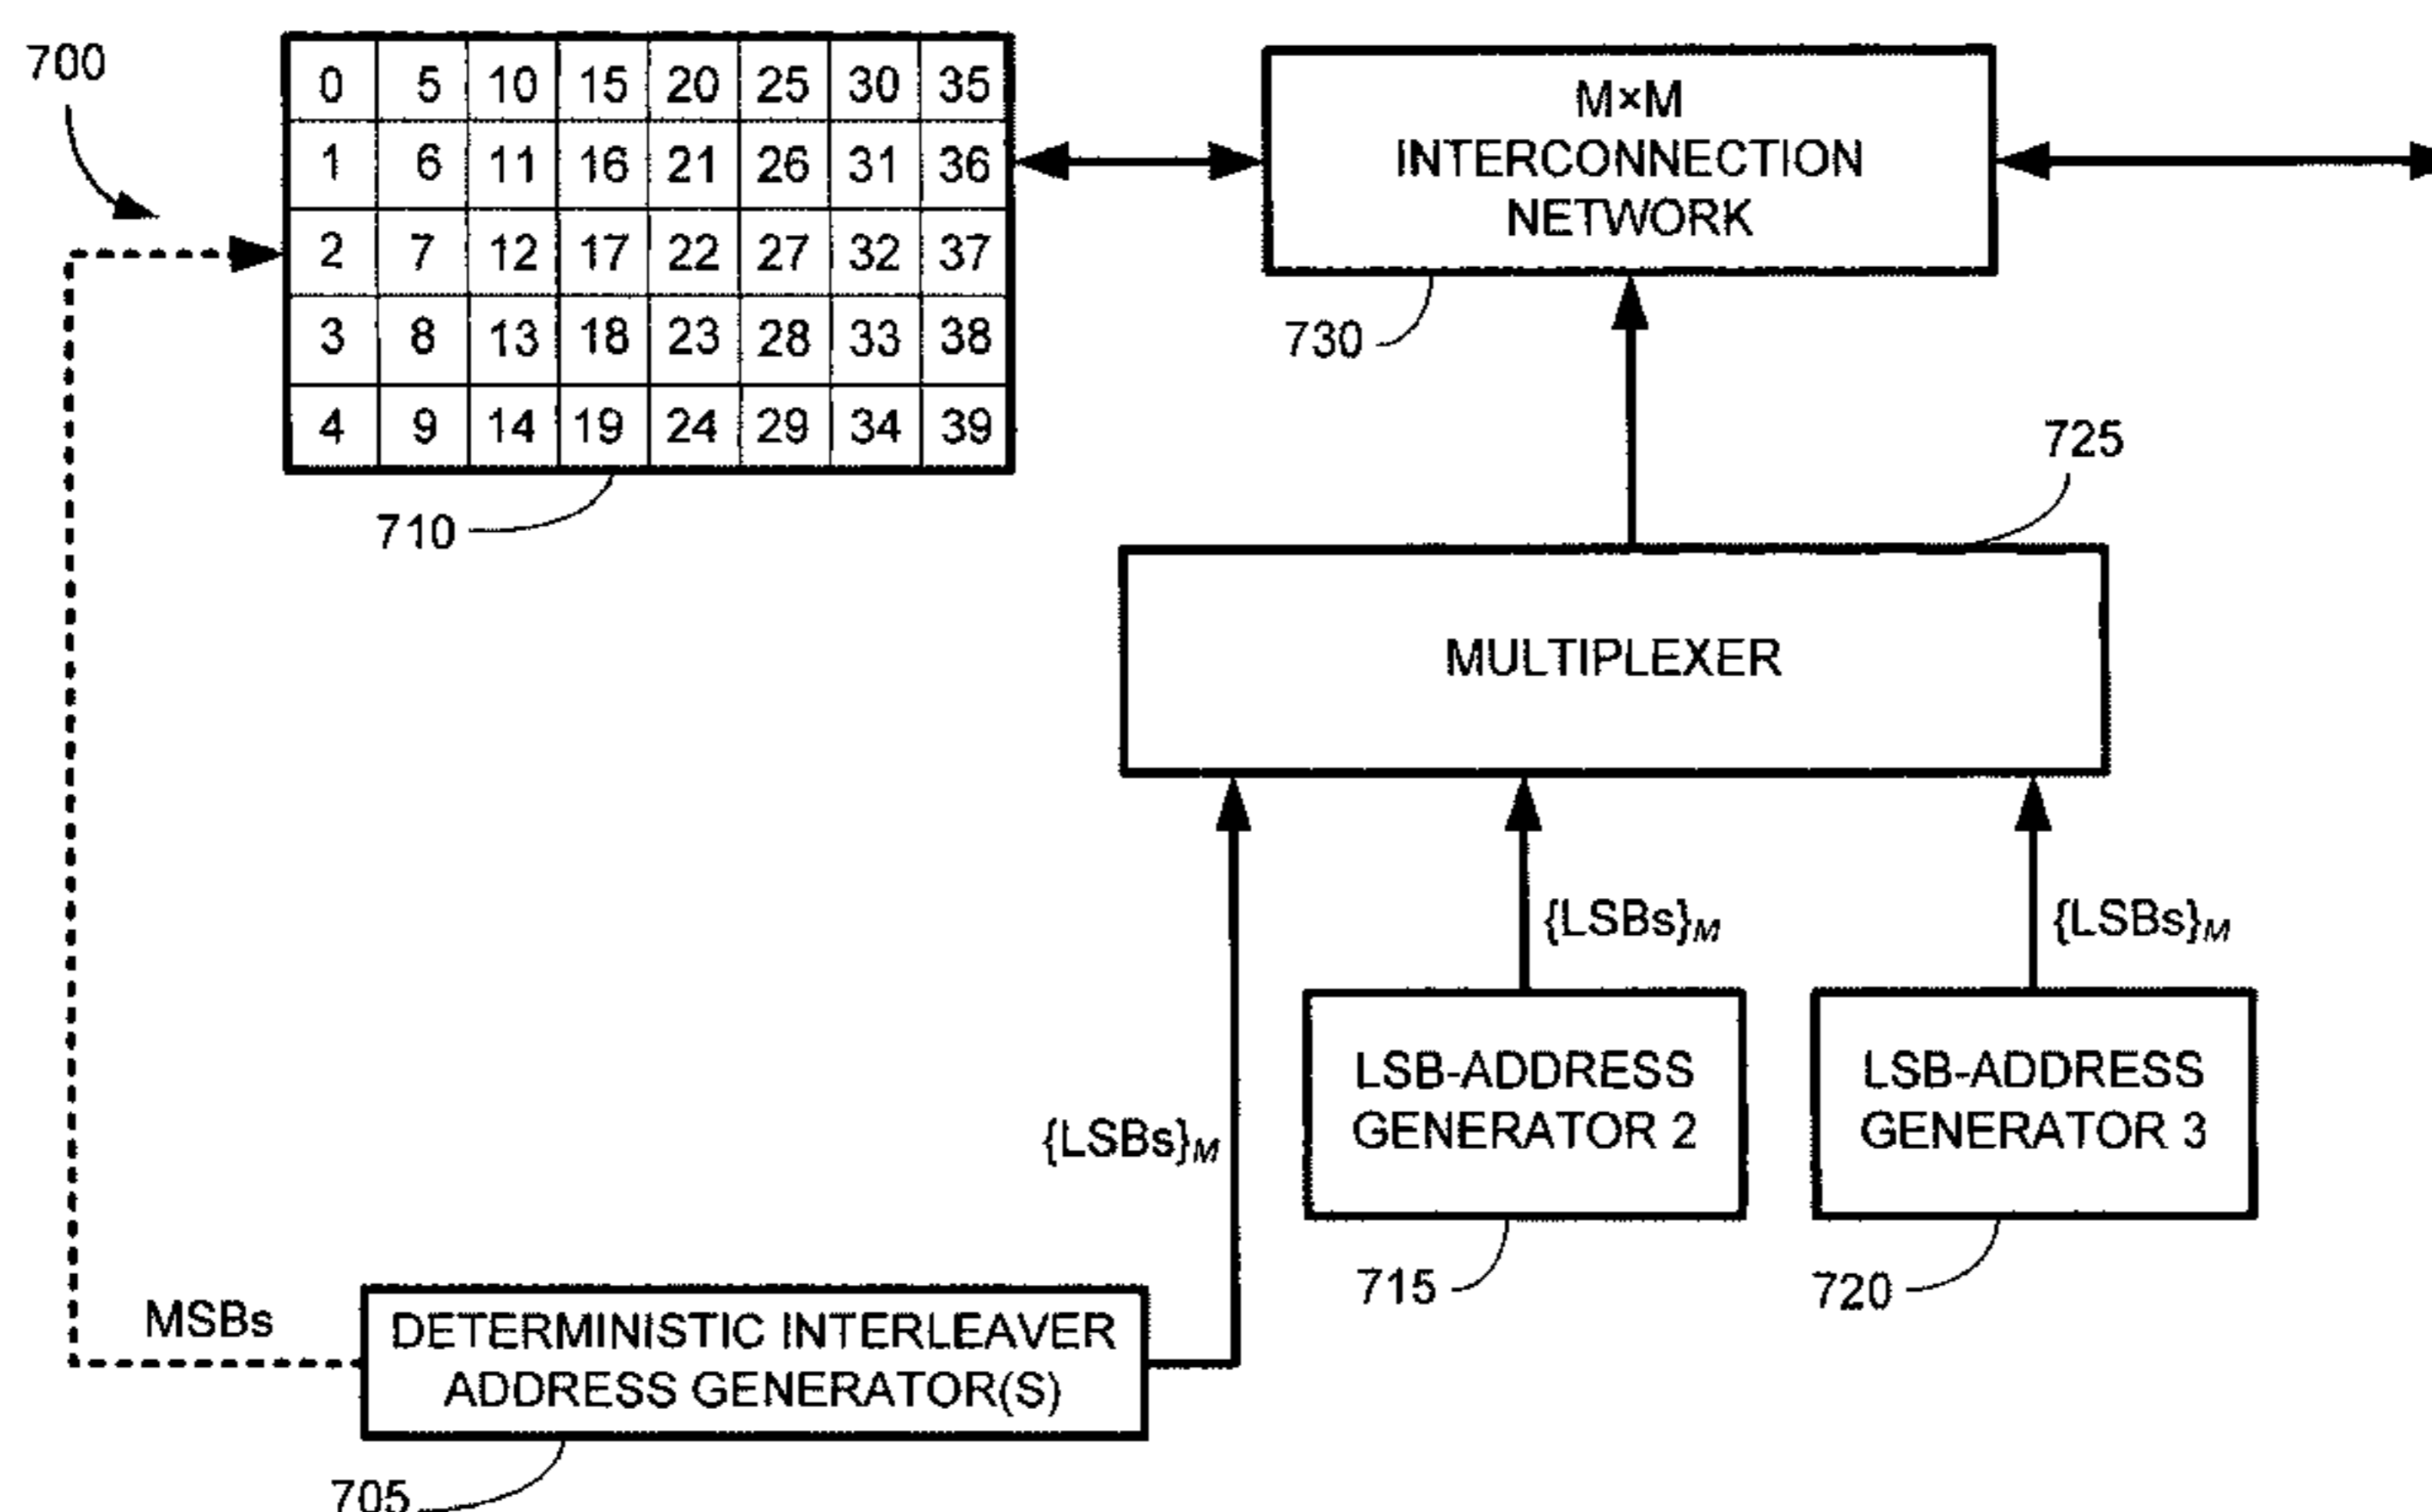 700
0 5 10 15 20 25 30 35
1 6 11 16 21 26 31 36
2 7 12 17 22 27 32 37
3 8 13 18 23 28 33 38
4 9 14 19 24 29 34 39
710
M×M
INTERCONNECTION
NETWORK
730
725
MULTIPLEXER
{LSBs}M
{LSBs}M
{LSBs}M
LSB-ADDRESS
GENERATOR 2
715
LSB-ADDRESS
GENERATOR 3
720
MSBs
DETERMINISTIC INTERLEAVER
ADDRESS GENERATOR(S)
705